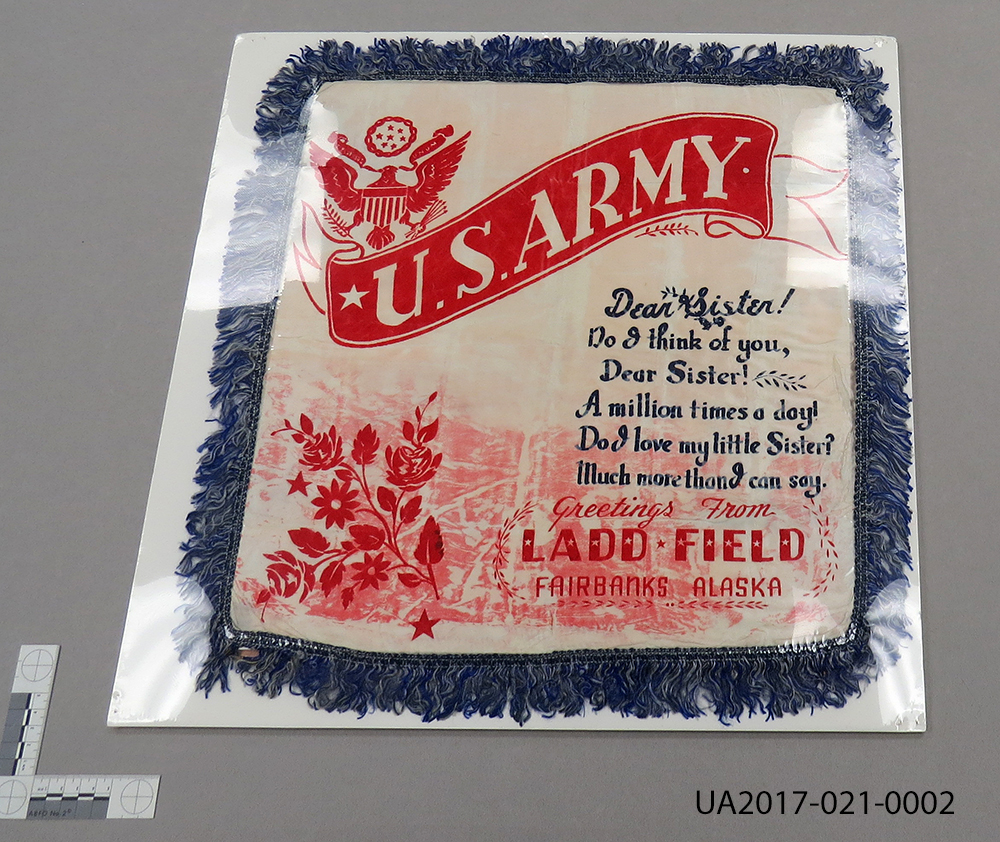 U.S. ARMY.
Dear Sister!
Do I think of you,
Dear Sister!
A million times a day!
Do I love my little Sister?
Much more than I can say.
Greetings From
LADD FIELD
FAIRBANKS ALASKA
UA2017-021-0002